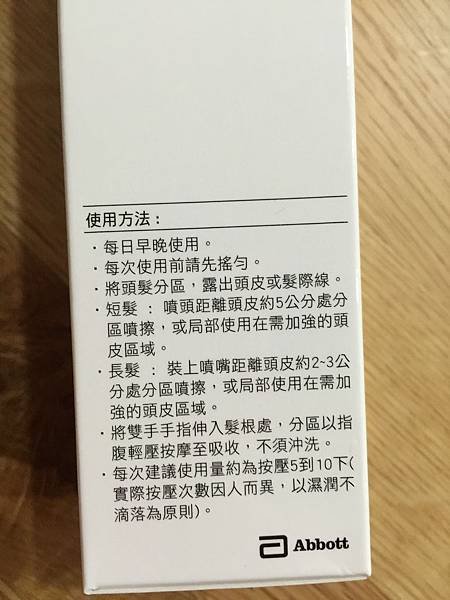 使用方法：
·每日早晚使用。
·每次使用前請先搖勻。
·將頭髮分區，露出頭皮或髮際線。
·短髮 ： 噴頭距離頭皮約5公分處分
區噴擦，或局部使用在需加強的頭
皮區域。
·長髮 ： 裝上噴嘴距離頭皮約2~3公
分處分區噴擦，或局部使用在需加
強的頭皮區域。
·將雙手手指伸入髮根處，分區以指
腹輕壓按摩至吸收，不須沖洗。
·每次建議使用量約為按壓5到10下(
實際按壓次數因人而異，以濕潤不
滴落為原則)。
Abbott